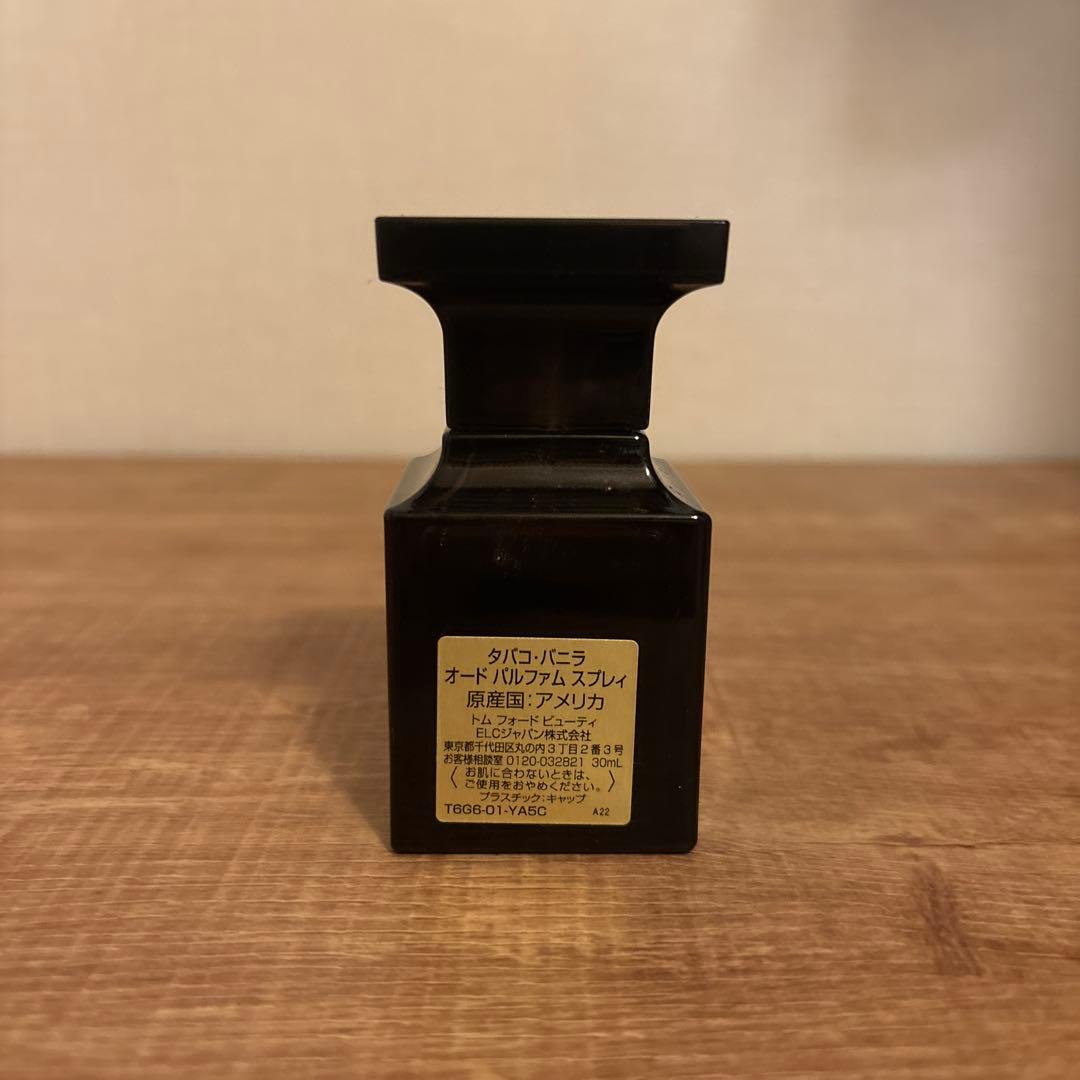 タバコ・バニラ
オード パルファム スプレィ
原産国:アメリカ
トム フォード ビューティ
ELCジャパン株式会社
東京都千代田区丸の内3丁目2番3号
お客様相談室 0120-032821 30mL
〈 お肌に合わないときは、
ご使用をおやめください。 〉
プラスチック:キャップ
T6G6-01-YA5C A22